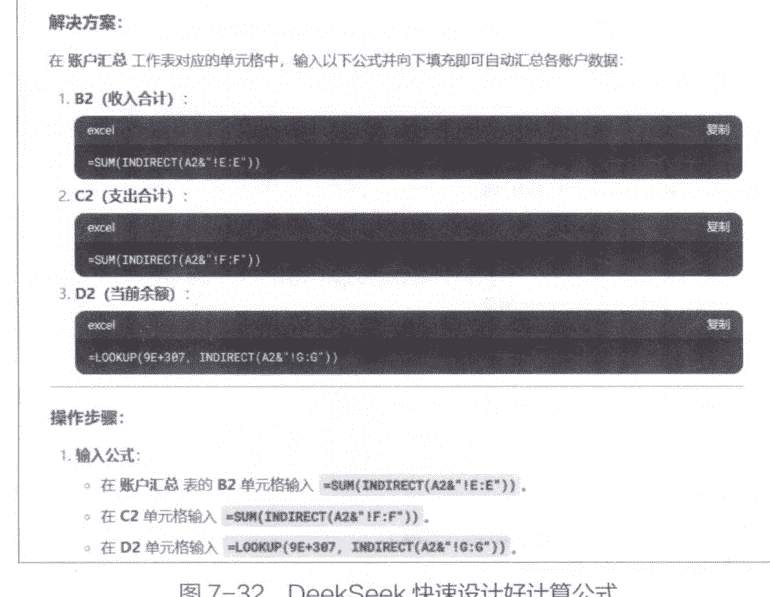 解决方案：
在 账户汇总 工作表对应的单元格中，输入以下公式并向下填充即可自动汇总各账户数据：
1. B2（收入合计）：
excel 复制
=SUM(INDIRECT(A2&"!E:E"))
2. C2（支出合计）：
excel 复制
=SUM(INDIRECT(A2&"!F:F"))
3. D2（当前余额）：
excel 复制
=LOOKUP(9E+307, INDIRECT(A2&"!G:G"))
操作步骤：
1. 输入公式：
◦ 在 账户汇总 表的 B2 单元格输入 =SUM(INDIRECT(A2&"!E:E")) 。
◦ 在 C2 单元格输入 =SUM(INDIRECT(A2&"!F:F")) 。
◦ 在 D2 单元格输入 =LOOKUP(9E+307, INDIRECT(A2&"!G:G")) 。
图 7-32 DeekSeek 快速设计好计算公式